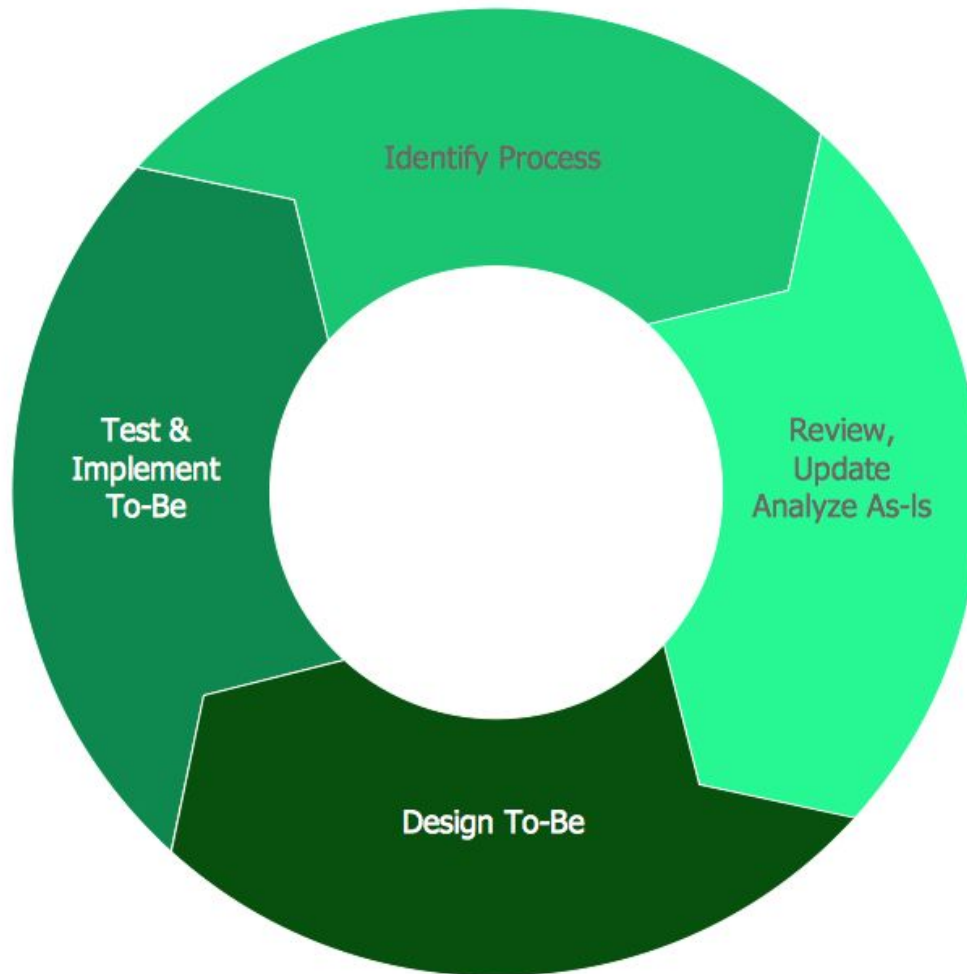 Identify Process
Review,
Update
Analyze As-Is
Design To-Be
Test &
Implement
To-Be